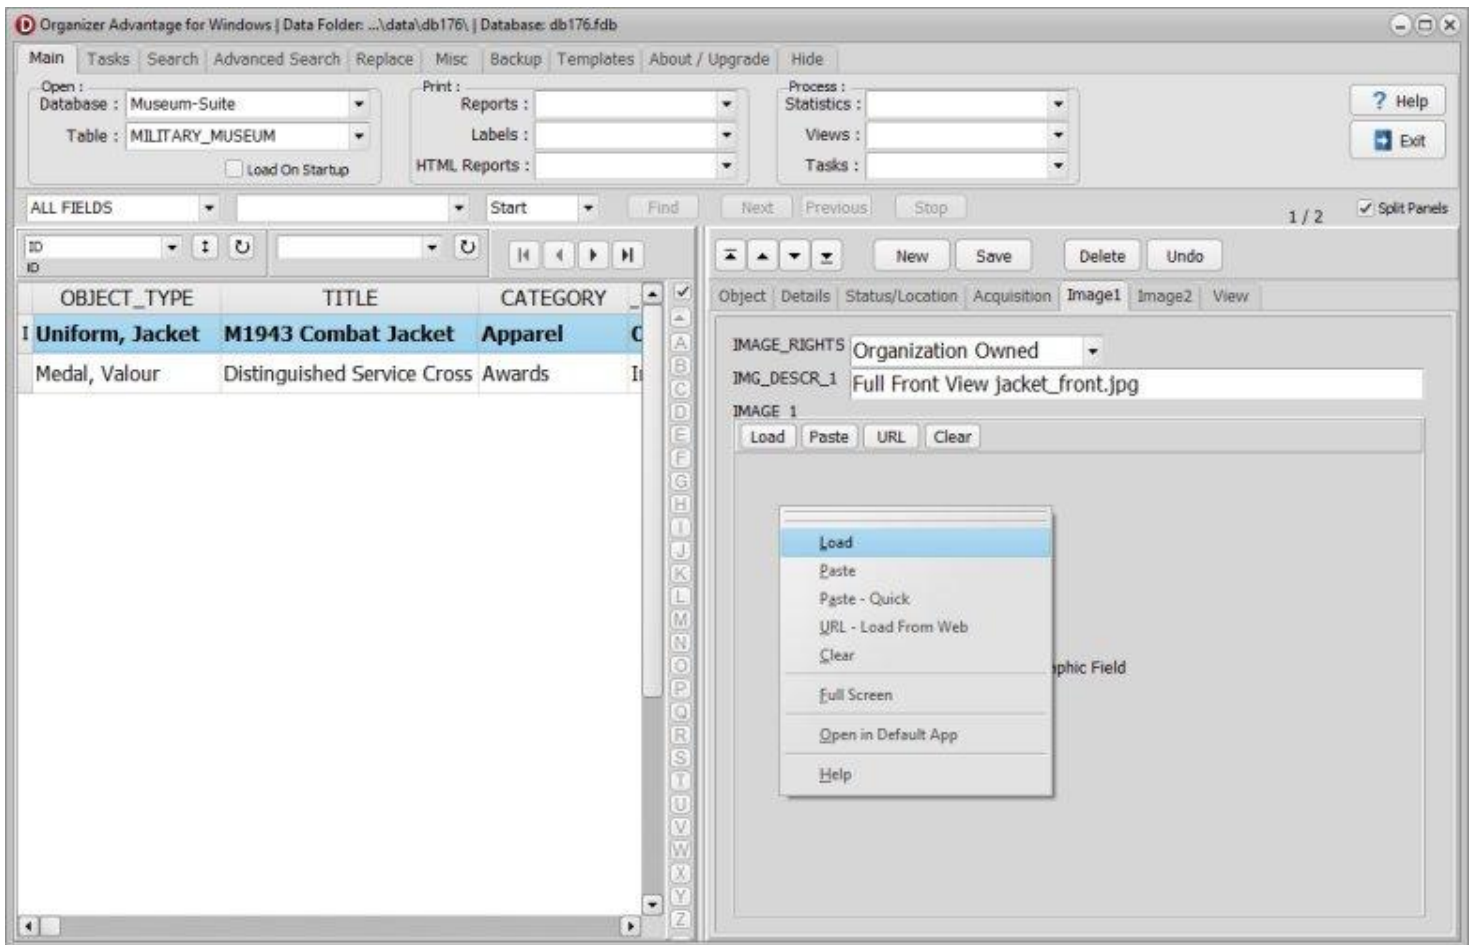 Organizer Advantage for Windows | Data Folder: ...\data\db176\ | Database: db176.fdb
Main Tasks Search Advanced Search Replace Misc Backup Templates About / Upgrade Hide
Open : Print : Process :
Database : Museum-Suite Reports : Statistics : ? Help
Table : MILITARY_MUSEUM Labels : Views : Exit
Load On Startup HTML Reports : Tasks :
ALL FIELDS Start Find Next Previous Stop 1 / 2 Split Panels
ID New Save Delete Undo
ID
OBJECT_TYPE TITLE CATEGORY Object Details Status/Location Acquisition Image1 Image2 View
Uniform, Jacket M1943 Combat Jacket Apparel
Medal, Valour Distinguished Service Cross Awards
A
B
C
D
E
F
G
H
I
J
K
L
M
N
O
P
Q
R
S
T
U
V
W
X
Y
Z
IMAGE_RIGHTS Organization Owned
IMG_DESCR_1 Full Front View jacket_front.jpg
IMAGE_1
Load Paste URL Clear
Load
Paste
Paste - Quick
URL - Load From Web
Clear
aphic Field
Full Screen
Open in Default App
Help